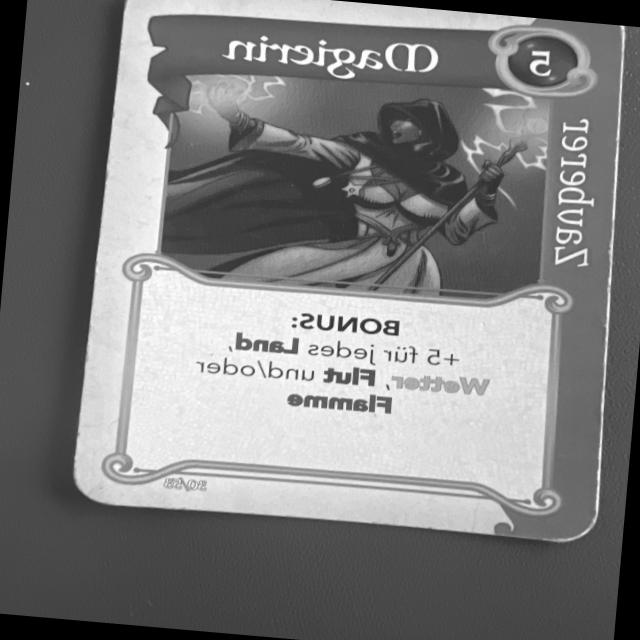 5
Magierin
Zauberer
BONUS:
+5 für jedes Land,
Wetter, Flut und/oder
Flamme